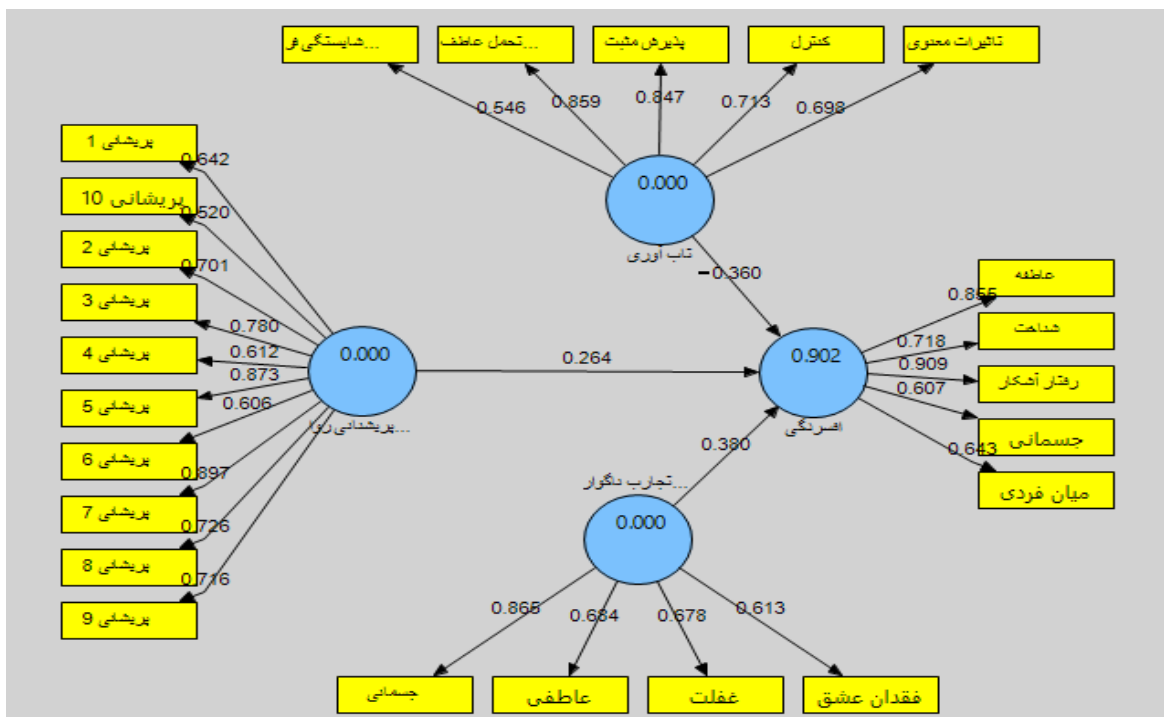 شایستگی فر...
تحمل عاطف...
پذیرش مثبت
کنترل
تاثیرات معنوی
0.546
0.859
0.847
0.713
0.698
0.000
تاب آوری
-0.360
پریشانی 1
0.642
پریشانی 10
0.520
پریشانی 2
0.701
پریشانی 3
0.780
پریشانی 4
0.612
پریشانی 5
0.873
پریشانی 6
0.606
پریشانی 7
0.897
پریشانی 8
0.726
پریشانی 9
0.716
0.000
پریشانی روا...
0.264
0.902
افسردگی
عاطفه
0.855
شناخت
0.718
رفتار آشکار
0.909
جسمانی
0.607
میان فردی
0.643
0.380
تجارب ناگوار...
0.000
0.865
0.684
0.678
0.613
جسمانی
عاطفی
غفلت
فقدان عشق